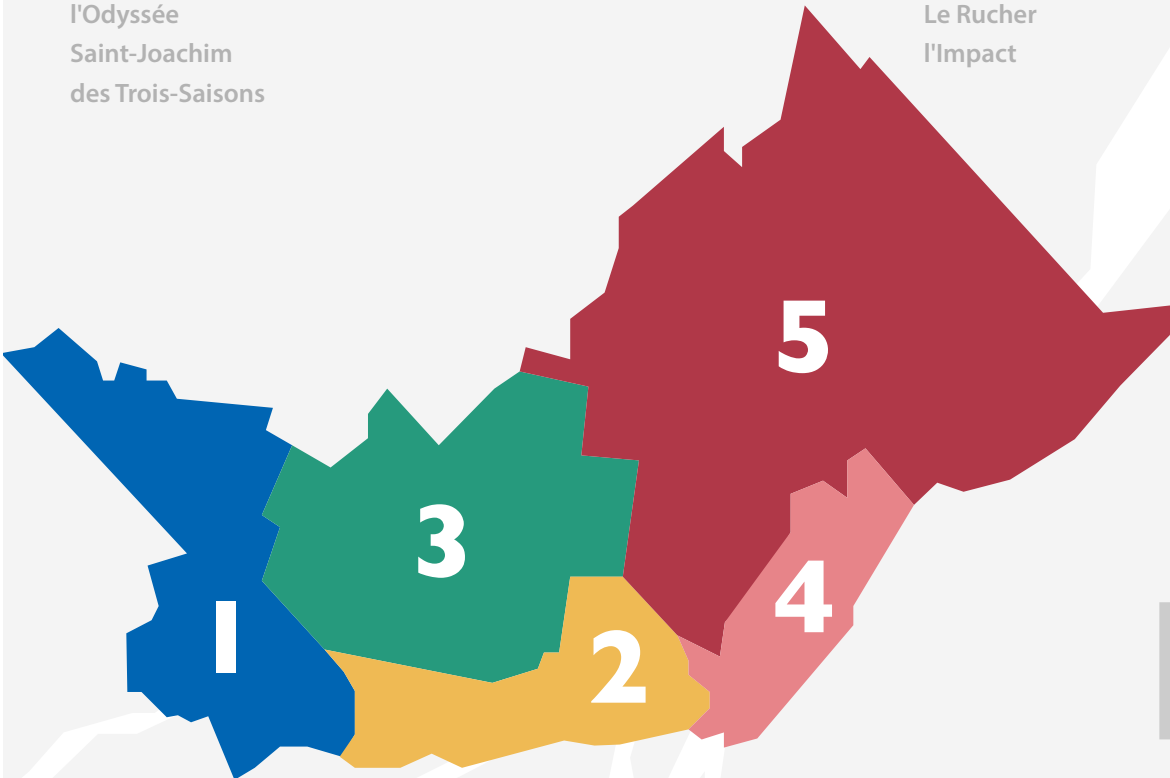 l'Odyssée
Saint-Joachim
des Trois-Saisons
Le Rucher
l'Impact
5
3
4
1
2